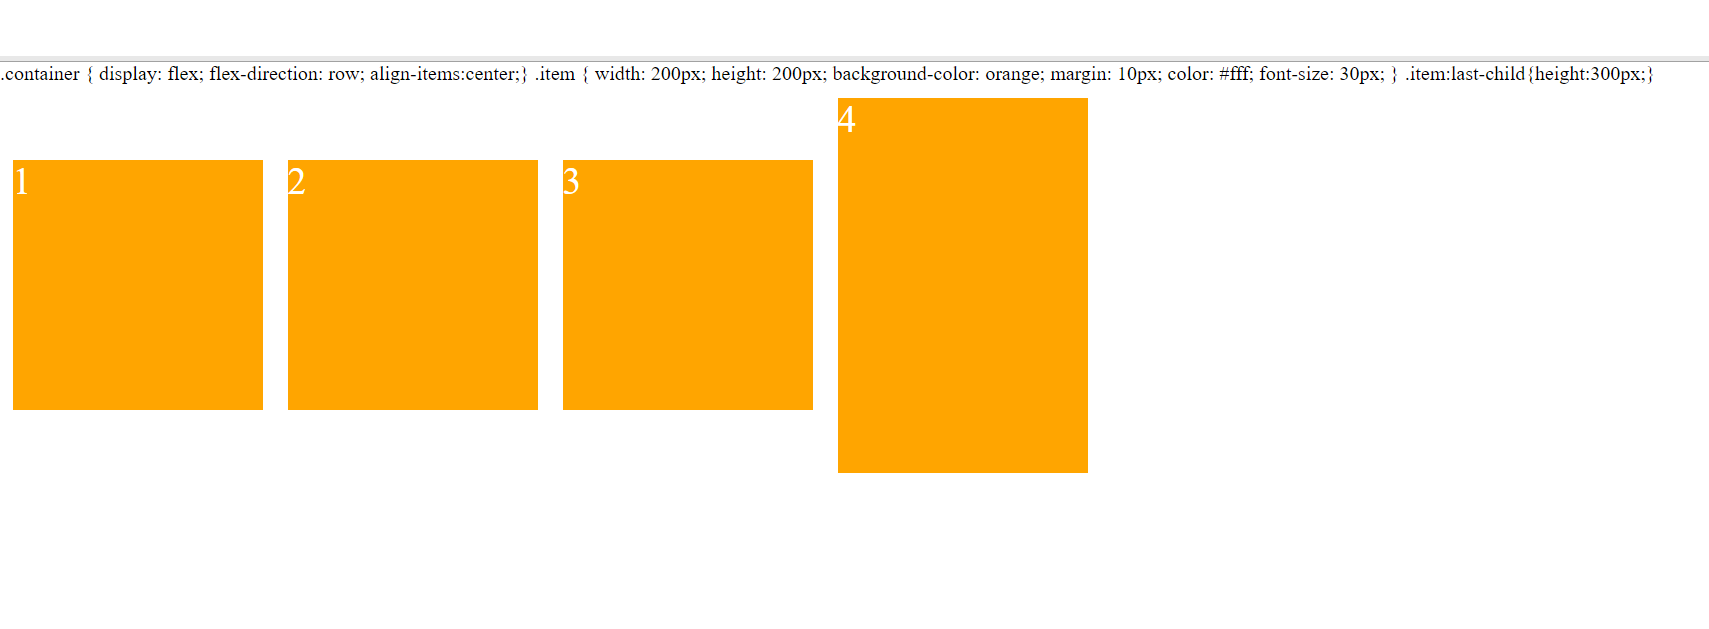 .container { display: flex; flex-direction: row; align-items:center;} .item { width: 200px; height: 200px; background-color: orange; margin: 10px; color: #fff; font-size: 30px; } .item:last-child{height:300px;}
1
2
3
4